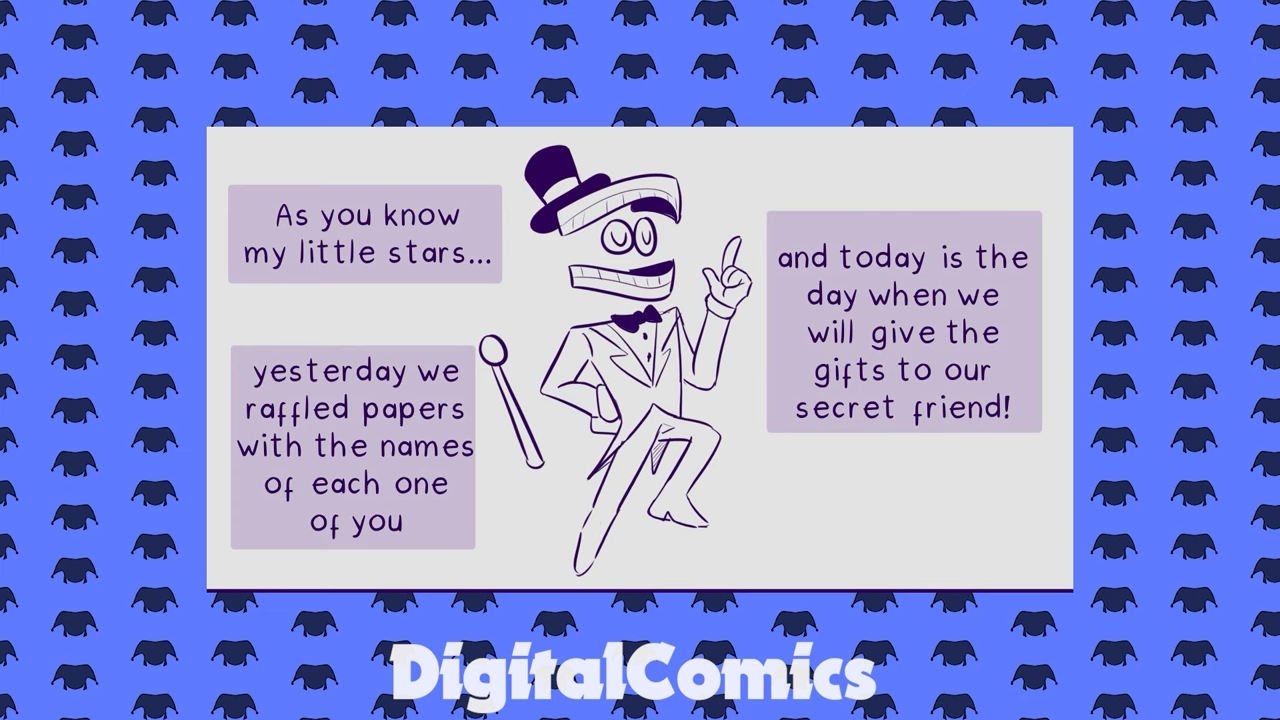 As you know
my little stars...
yesterday we
raffled papers
with the names
of each one
of you
and today is the
day when we
will give the
gifts to our
secret friend!
DigitalComics